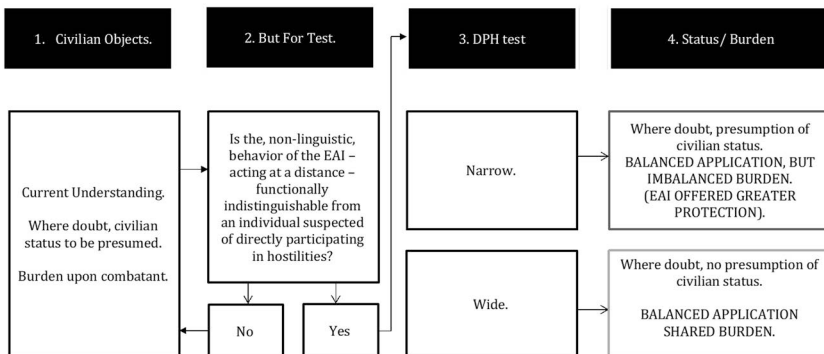 1. Civilian Objects.
2. But For Test.
3. DPH test
4. Status/ Burden
Current Understanding.
Where doubt, civilian
status to be presumed.
Burden upon combatant.
Is the, non-linguistic,
behavior of the EAI –
acting at a distance –
functionally
indistinguishable from
an individual suspected
of directly participating
in hostilities?
No
Yes
Narrow.
Wide.
Where doubt, presumption of
civilian status.
BALANCED APPLICATION, BUT
IMBALANCED BURDEN.
(EAI OFFERED GREATER
PROTECTION).
Where doubt, no presumption of
civilian status.
BALANCED APPLICATION
SHARED BURDEN.